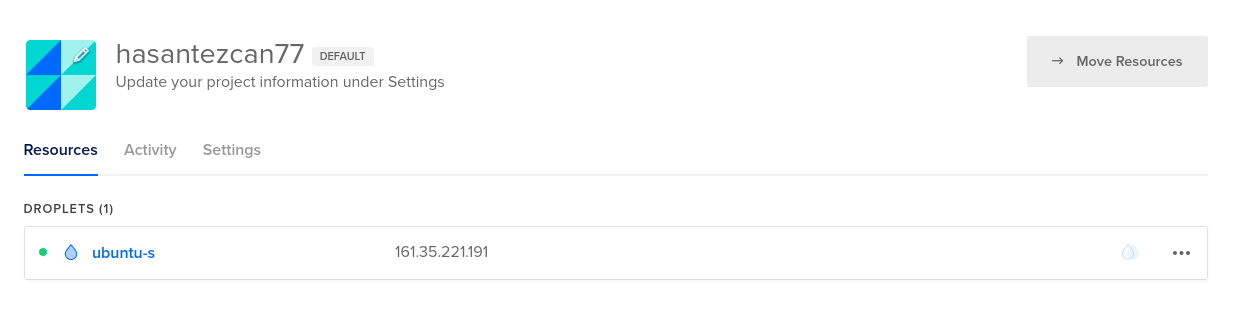 hasantezcan77 DEFAULT
Update your project information under Settings
→ Move Resources
Resources Activity Settings
DROPLETS (1)
ubuntu-s 161.35.221.191